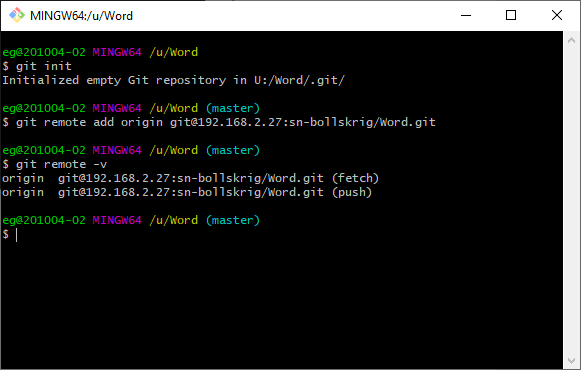 MINGW64:/u/Word
eg@201004-02 MINGW64 /u/Word
$ git init
Initialized empty Git repository in U:/Word/.git/
eg@201004-02 MINGW64 /u/Word (master)
$ git remote add origin git@192.168.2.27:sn-bollskrig/Word.git
eg@201004-02 MINGW64 /u/Word (master)
$ git remote -v
origin  git@192.168.2.27:sn-bollskrig/Word.git (fetch)
origin  git@192.168.2.27:sn-bollskrig/Word.git (push)
eg@201004-02 MINGW64 /u/Word (master)
$